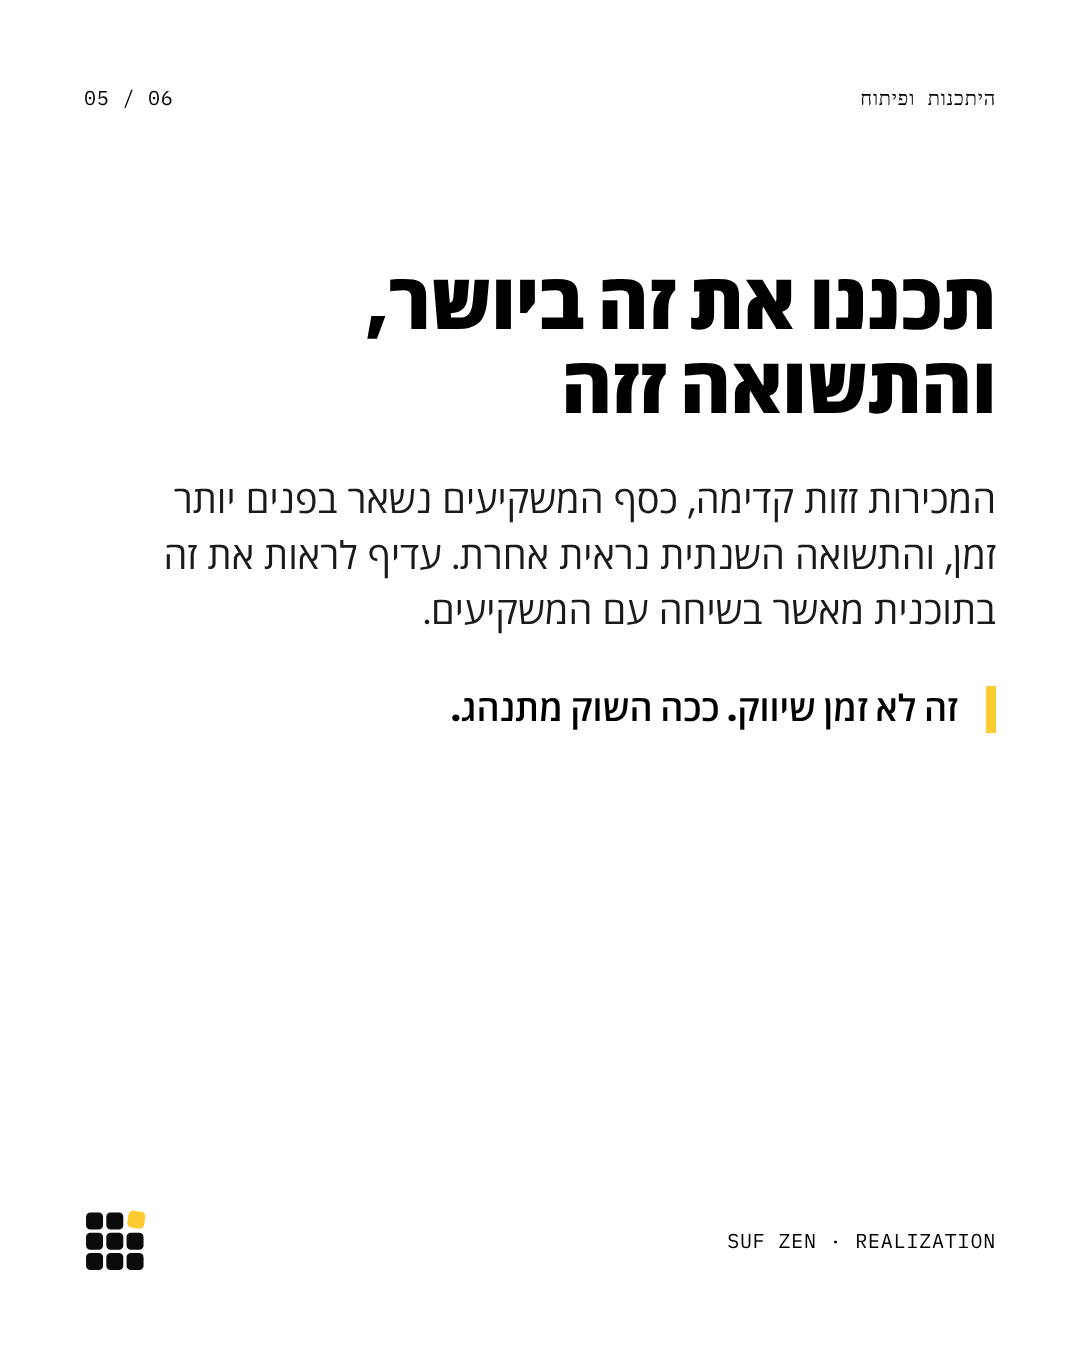 היתכנות ופיתוח
05 / 06
תכננו את זה ביושר,
והתשואה זזה
המכירות זזות קדימה, כסף המשקיעים נשאר בפנים יותר
זמן, והתשואה השנתית נראית אחרת. עדיף לראות את זה
בתוכנית מאשר בשיחה עם המשקיעים.
זה לא זמן שיווק. ככה השוק מתנהג.
SUF ZEN · REALIZATION